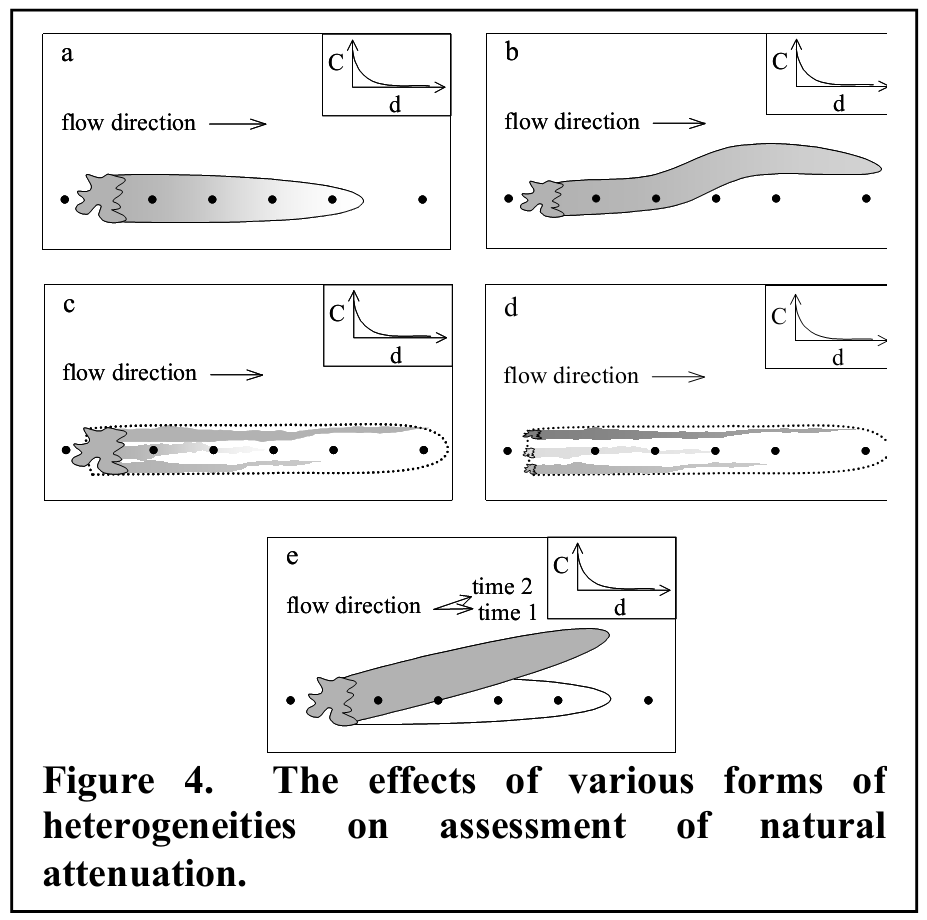 a
C
d
flow direction
b
C
d
flow direction
c
C
d
flow direction
d
C
d
flow direction
e
C
d
time 2
flow direction
time 1
Figure 4. The effects of various forms of
heterogeneities on assessment of natural
attenuation.